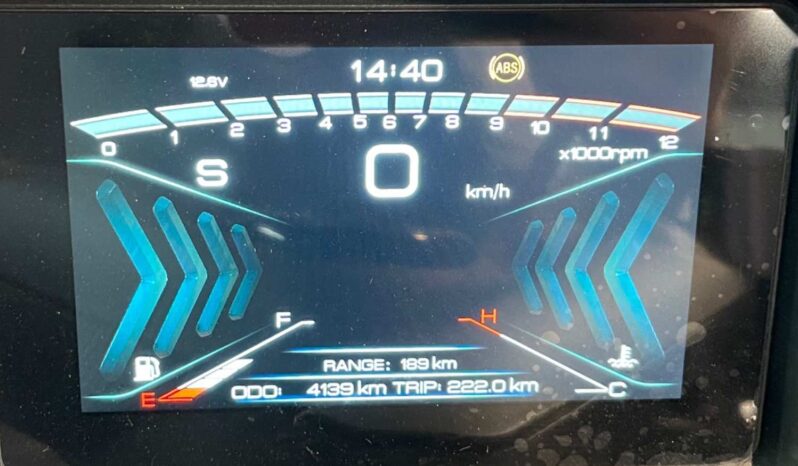 14:40 ABS
12.6V
0 1 2 3 4 5 6 7 8 9 10 11 12
x1000rpm
S 0 km/h
F H
RANGE: 189 km
E ODO: 4139 km TRIP: 222.0 km C